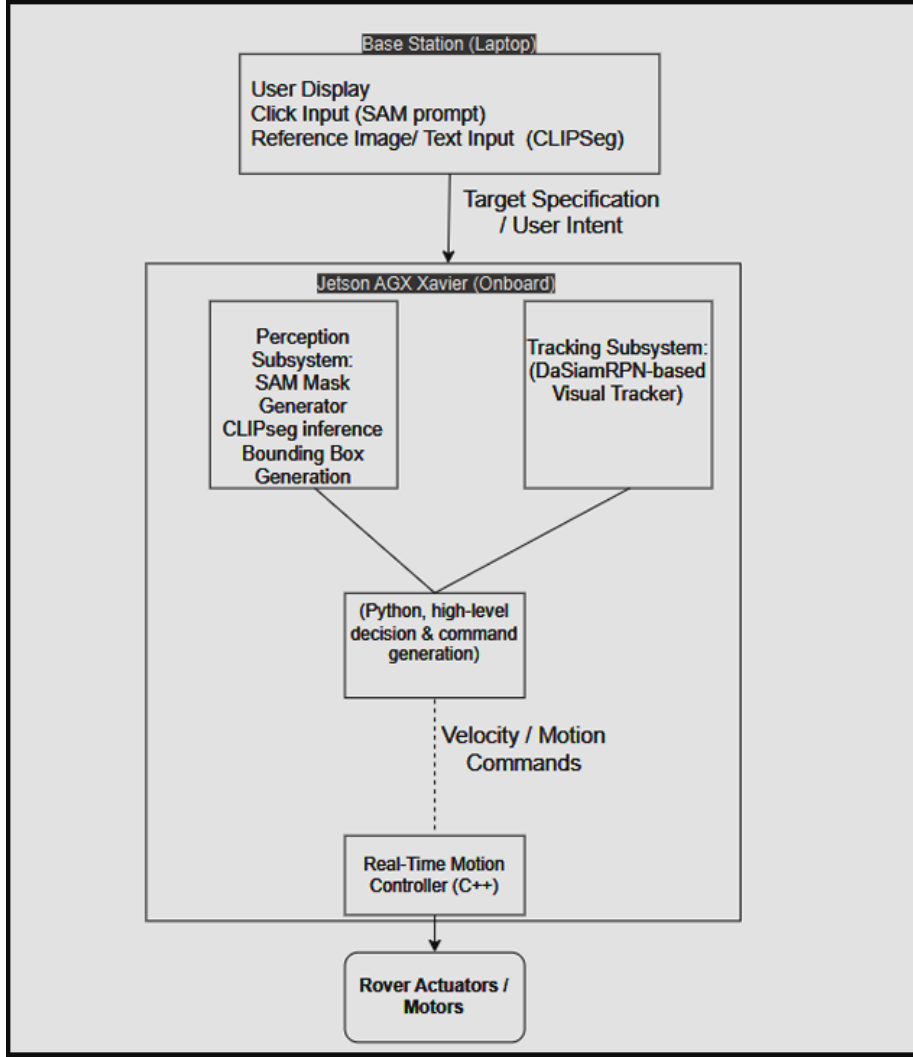 Base Station (Laptop)
User Display
Click Input (SAM prompt)
Reference Image/ Text Input (CLIPSeg)
Target Specification
/ User Intent
Jetson AGX Xavier (Onboard)
Perception
Subsystem:
SAM Mask
Generator
CLIPseg inference
Bounding Box
Generation
Tracking Subsystem:
(DaSiamRPN-based
Visual Tracker)
(Python, high-level
decision & command
generation)
Velocity / Motion
Commands
Real-Time Motion
Controller (C++)
Rover Actuators /
Motors